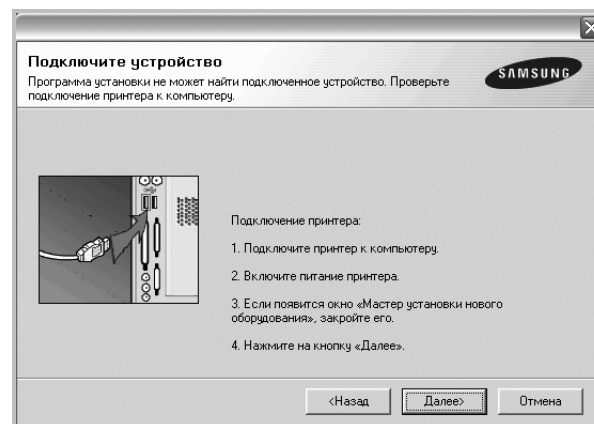 Подключите устройство
Программа установки не может найти подключенное устройство. Проверьте
подключение принтера к компьютеру.
SAMSUNG
Подключение принтера:
1. Подключите принтер к компьютеру.
2. Включите питание принтера.
3. Если появится окно «Мастер установки нового
оборудования», закройте его.
4. Нажмите на кнопку «Далее».
<Назад
Далее>
Отмена